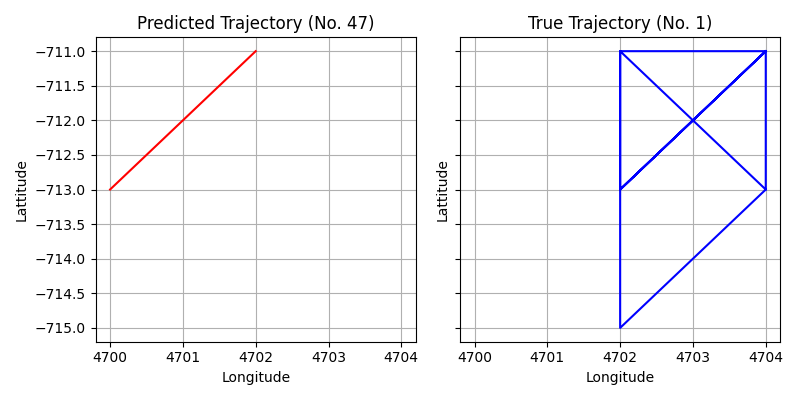 Predicted Trajectory (No. 47)
True Trajectory (No. 1)
−711.0
−711.5
−712.0
−712.5
−713.0
−713.5
−714.0
−714.5
−715.0
Lattitude
Lattitude
4700 4701 4702 4703 4704
4700 4701 4702 4703 4704
Longitude
Longitude